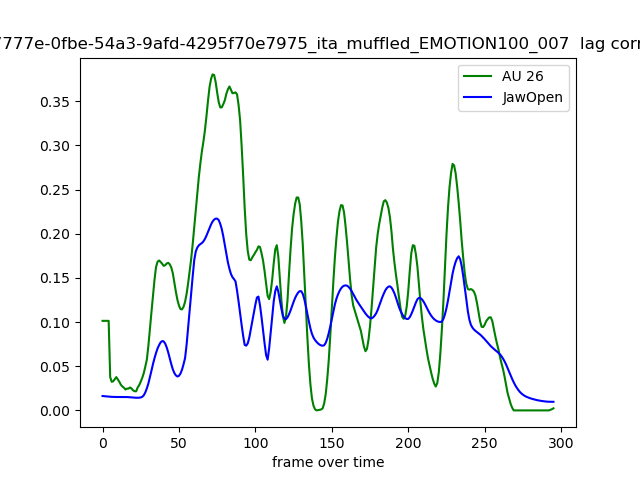 7777e-0fbe-54a3-9afd-4295f70e7975_ita_muffled_EMOTION100_007 lag corr
AU 26
JawOpen
0.35
0.30
0.25
0.20
0.15
0.10
0.05
0.00
0 50 100 150 200 250 300
frame over time